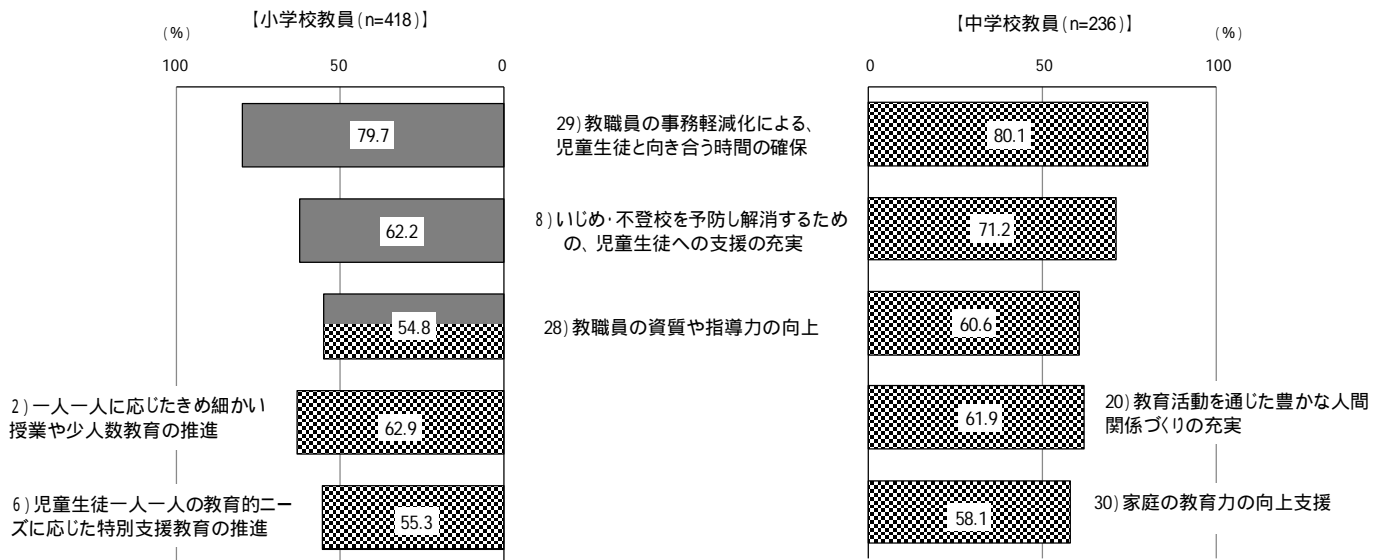 【小学校教員(n=418)】
(%)
100 50 0
【中学校教員(n=236)】
(%)
0 50 100
79.7
29)教職員の事務軽減化による、
児童生徒と向き合う時間の確保
80.1
62.2
8)いじめ・不登校を予防し解消するため
の、児童生徒への支援の充実
71.2
54.8
28)教職員の資質や指導力の向上
60.6
2)一人一人に応じたきめ細かい
授業や少人数教育の推進
62.9
61.9
20)教育活動を通じた豊かな人間
関係づくりの充実
6)児童生徒一人一人の教育的ニー
ズに応じた特別支援教育の推進
55.3
58.1
30)家庭の教育力の向上支援